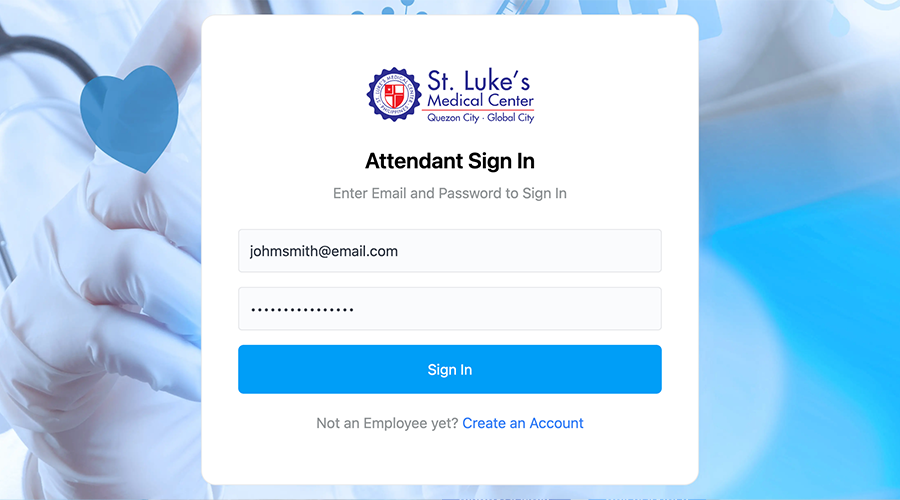 St. Luke's
Medical Center
Quezon City · Global City
Attendant Sign In
Enter Email and Password to Sign In
johmsmith@email.com
••••••••••••••••
Sign In
Not an Employee yet? Create an Account